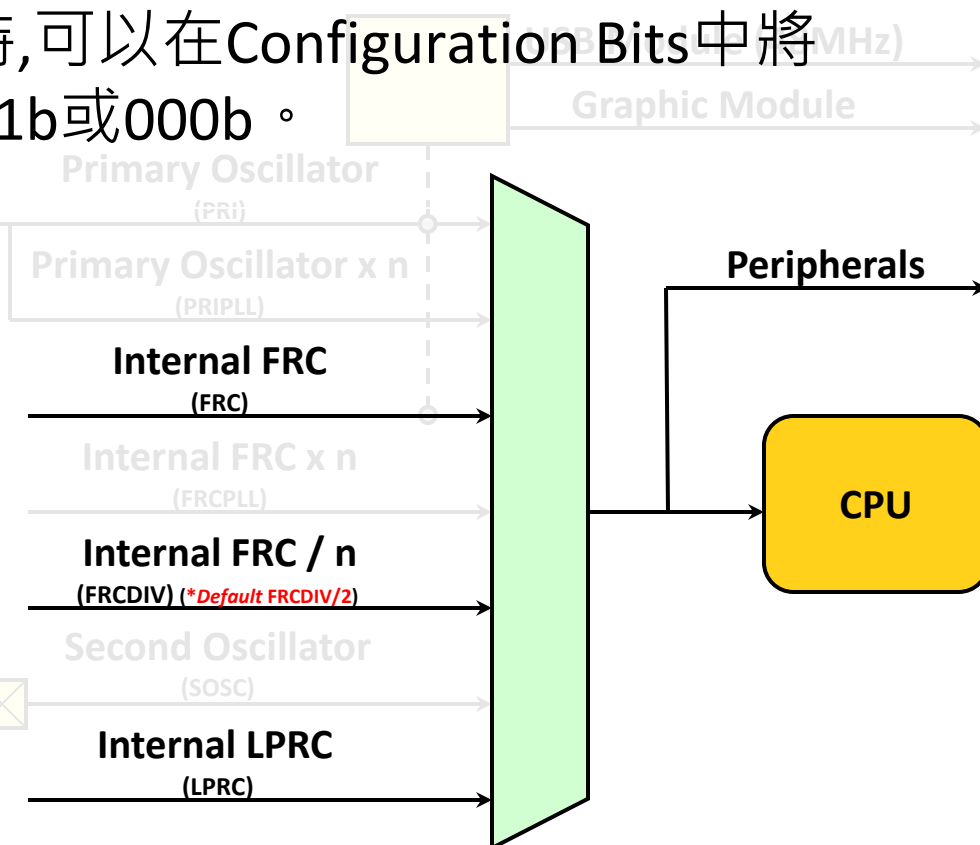 ,可以在Configuration Bits中將
1b或000b。
Graphic Module
Primary Oscillator
(PRI)
Primary Oscillator x n
(PRIPLL)
Peripherals
Internal FRC
(FRC)
Internal FRC x n
(FRCPLL)
CPU
Internal FRC / n
(FRCDIV) (*Default FRCDIV/2)
Second Oscillator
(SOSC)
Internal LPRC
(LPRC)